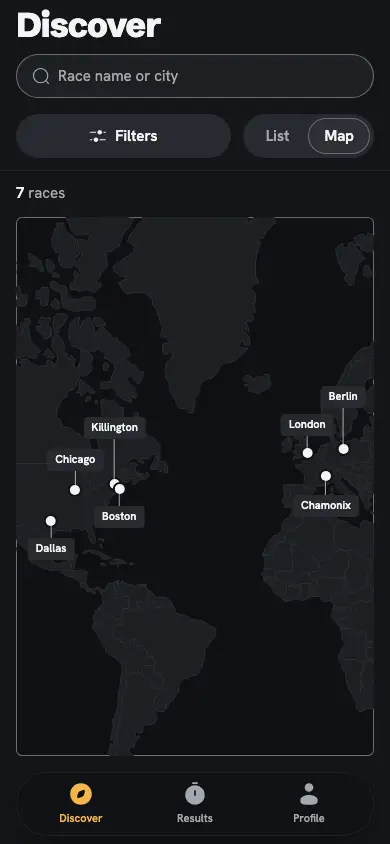 Discover
Race name or city
Filters
List
Map
7 races
Berlin
London
Killington
Chicago
Chamonix
Boston
Dallas
Discover
Results
Profile